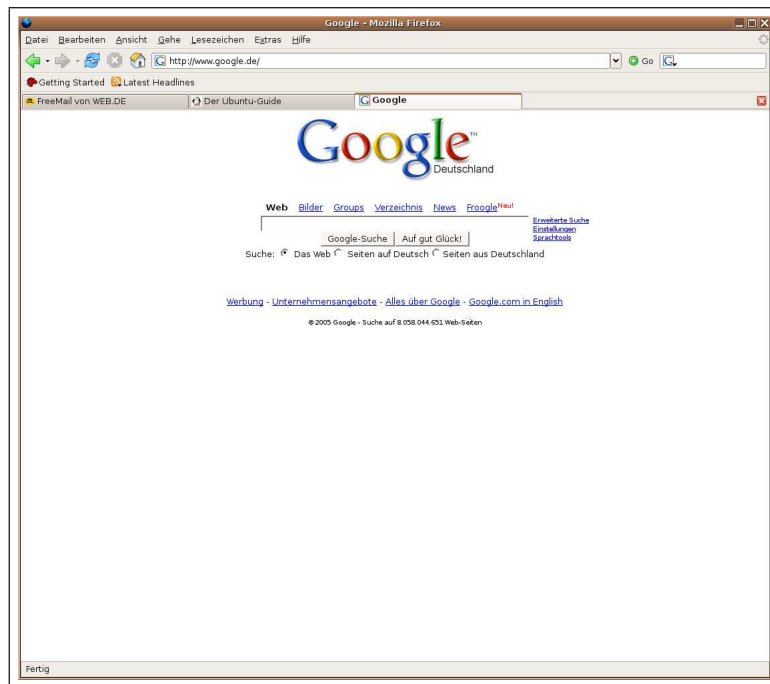 Google - Mozilla Firefox
Datei Bearbeiten Ansicht Gehe Lesezeichen Extras Hilfe
http://www.google.de/ Go
Getting Started Latest Headlines
FreeMail von WEB.DE Der Ubuntu-Guide Google
Google™
Deutschland
Web Bilder Groups Verzeichnis News Froogle Neu!
Erweiterte Suche
Einstellungen
Sprachtools
Google-Suche Auf gut Glück!
Suche: Das Web Seiten auf Deutsch Seiten aus Deutschland
Werbung - Unternehmensangebote - Alles über Google - Google.com in English
© 2005 Google - Suche auf 8.058.044.651 Web-Seiten
Fertig